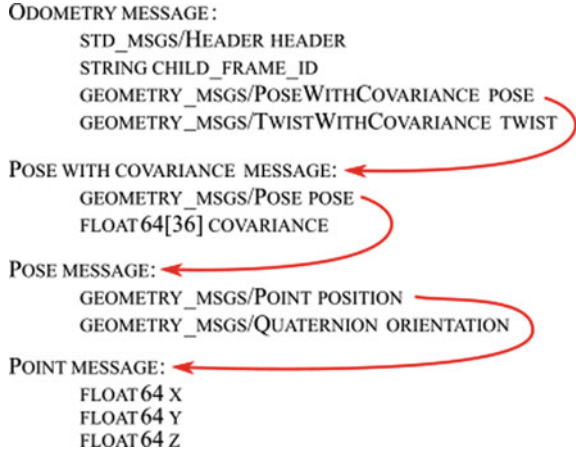 ODOMETRY MESSAGE:
STD_MSGS/HEADER HEADER
STRING CHILD_FRAME_ID
GEOMETRY_MSGS/POSEWITHCOVARIANCE POSE
GEOMETRY_MSGS/TWISTWITHCOVARIANCE TWIST
POSE WITH COVARIANCE MESSAGE:
GEOMETRY_MSGS/POSE POSE
FLOAT64[36] COVARIANCE
POSE MESSAGE:
GEOMETRY_MSGS/POINT POSITION
GEOMETRY_MSGS/QUATERNION ORIENTATION
POINT MESSAGE:
FLOAT64 X
FLOAT64 Y
FLOAT64 Z